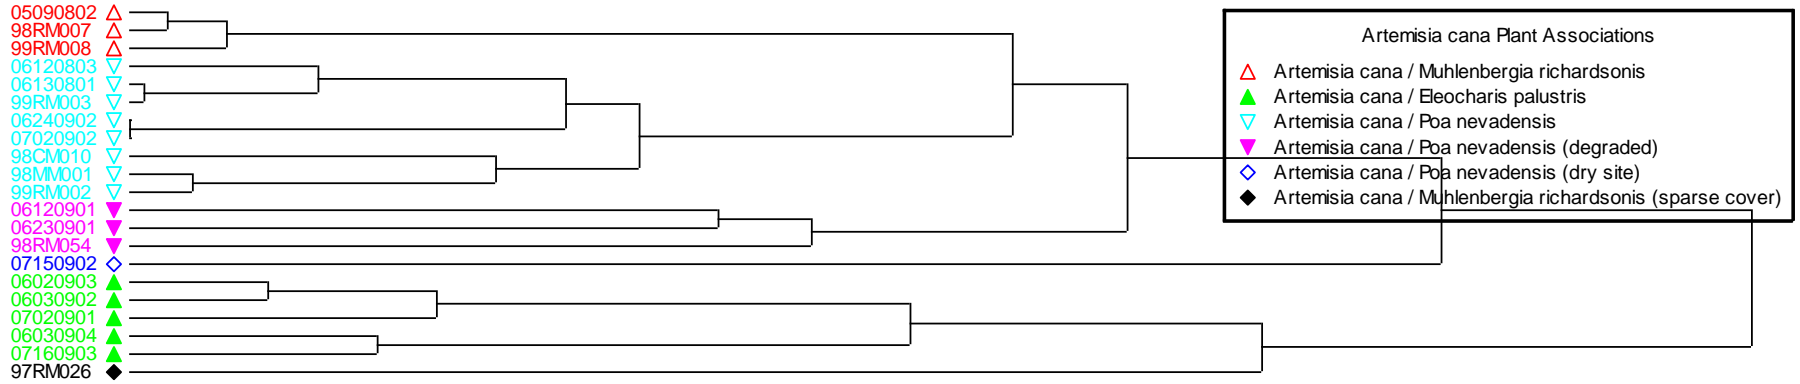 05090802
98RM007
99RM008
06120803
06130801
99RM003
06240902
07020902
98CM010
98MM001
99RM002
06120901
06230901
98RM054
07150902
06020903
06030902
07020901
06030904
07160903
97RM026
Artemisia cana Plant Associations
Artemisia cana / Muhlenbergia richardsonis
Artemisia cana / Eleocharis palustris
Artemisia cana / Poa nevadensis
Artemisia cana / Poa nevadensis (degraded)
Artemisia cana / Poa nevadensis (dry site)
Artemisia cana / Muhlenbergia richardsonis (sparse cover)